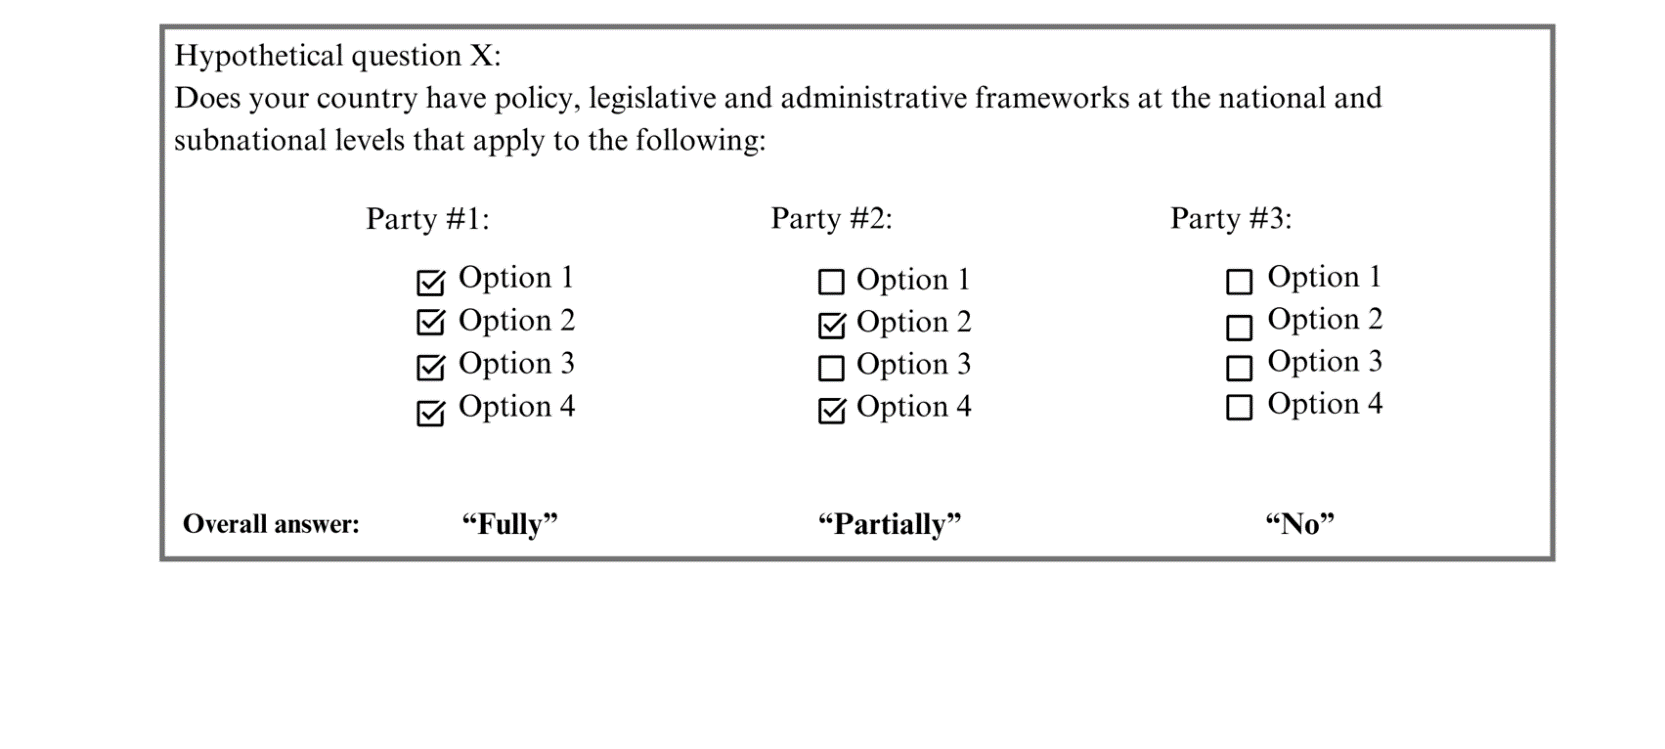 Hypothetical question X:
Does your country have policy, legislative and administrative frameworks at the national and
subnational levels that apply to the following:
Party #1:
☑ Option 1
☑ Option 2
☑ Option 3
☑ Option 4
Party #2:
☐ Option 1
☑ Option 2
☐ Option 3
☑ Option 4
Party #3:
☐ Option 1
☐ Option 2
☐ Option 3
☐ Option 4
Overall answer: “Fully” “Partially” “No”